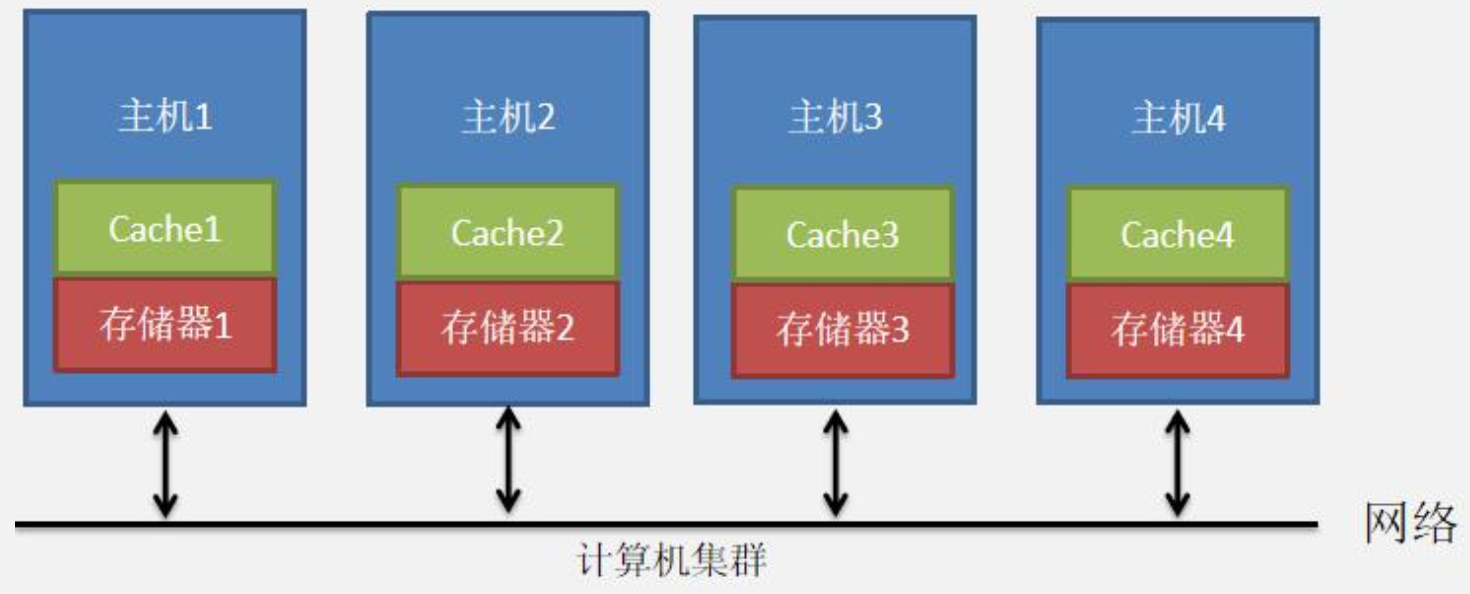 主机1
主机2
主机3
主机4
Cache1
Cache2
Cache3
Cache4
存储器1
存储器2
存储器3
存储器4
网络
计算机集群